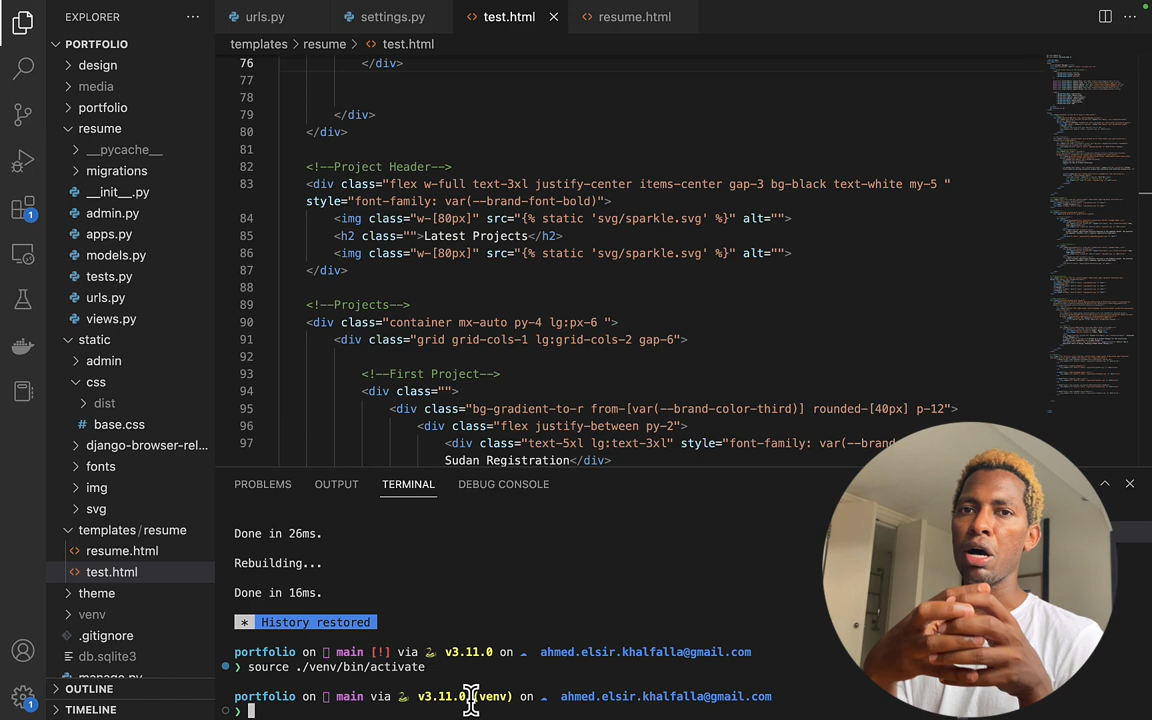 EXPLORER
PORTFOLIO
design
media
portfolio
resume
__pycache__
migrations
__init__.py
admin.py
apps.py
models.py
tests.py
urls.py
views.py
static
admin
css
dist
base.css
django-browser-rel...
fonts
img
svg
templates/resume
resume.html
test.html
theme
venv
.gitignore
db.sqlite3
manage.py
OUTLINE
TIMELINE
1
1
urls.py settings.py test.html resume.html
templates > resume > test.html
76 </div>
77
78
79 </div>
80 </div>
81
82 <!--Project Header-->
83 <div class="flex w-full text-3xl justify-center items-center gap-3 bg-black text-white my-5 "
style="font-family: var(--brand-font-bold)">
84 <img class="w-[80px]" src="{% static 'svg/sparkle.svg' %}" alt="">
85 <h2 class="">Latest Projects</h2>
86 <img class="w-[80px]" src="{% static 'svg/sparkle.svg' %}" alt="">
87 </div>
88
89 <!--Projects-->
90 <div class="container mx-auto py-4 lg:px-6 ">
91 <div class="grid grid-cols-1 lg:grid-cols-2 gap-6">
92
93 <!--First Project-->
94 <div class="">
95 <div class="bg-gradient-to-r from-[var(--brand-color-third)] rounded-[40px] p-12">
96 <div class="flex justify-between py-2">
97 <div class="text-5xl lg:text-3xl" style="font-family: var(--brand
Sudan Registration</div>
PROBLEMS OUTPUT TERMINAL DEBUG CONSOLE
Done in 26ms.
Rebuilding...
Done in 16ms.
* History restored
portfolio on main [!] via v3.11.0 on ahmed.elsir.khalfalla@gmail.com
❯ source ./venv/bin/activate
portfolio on main via v3.11.0 (venv) on ahmed.elsir.khalfalla@gmail.com
❯